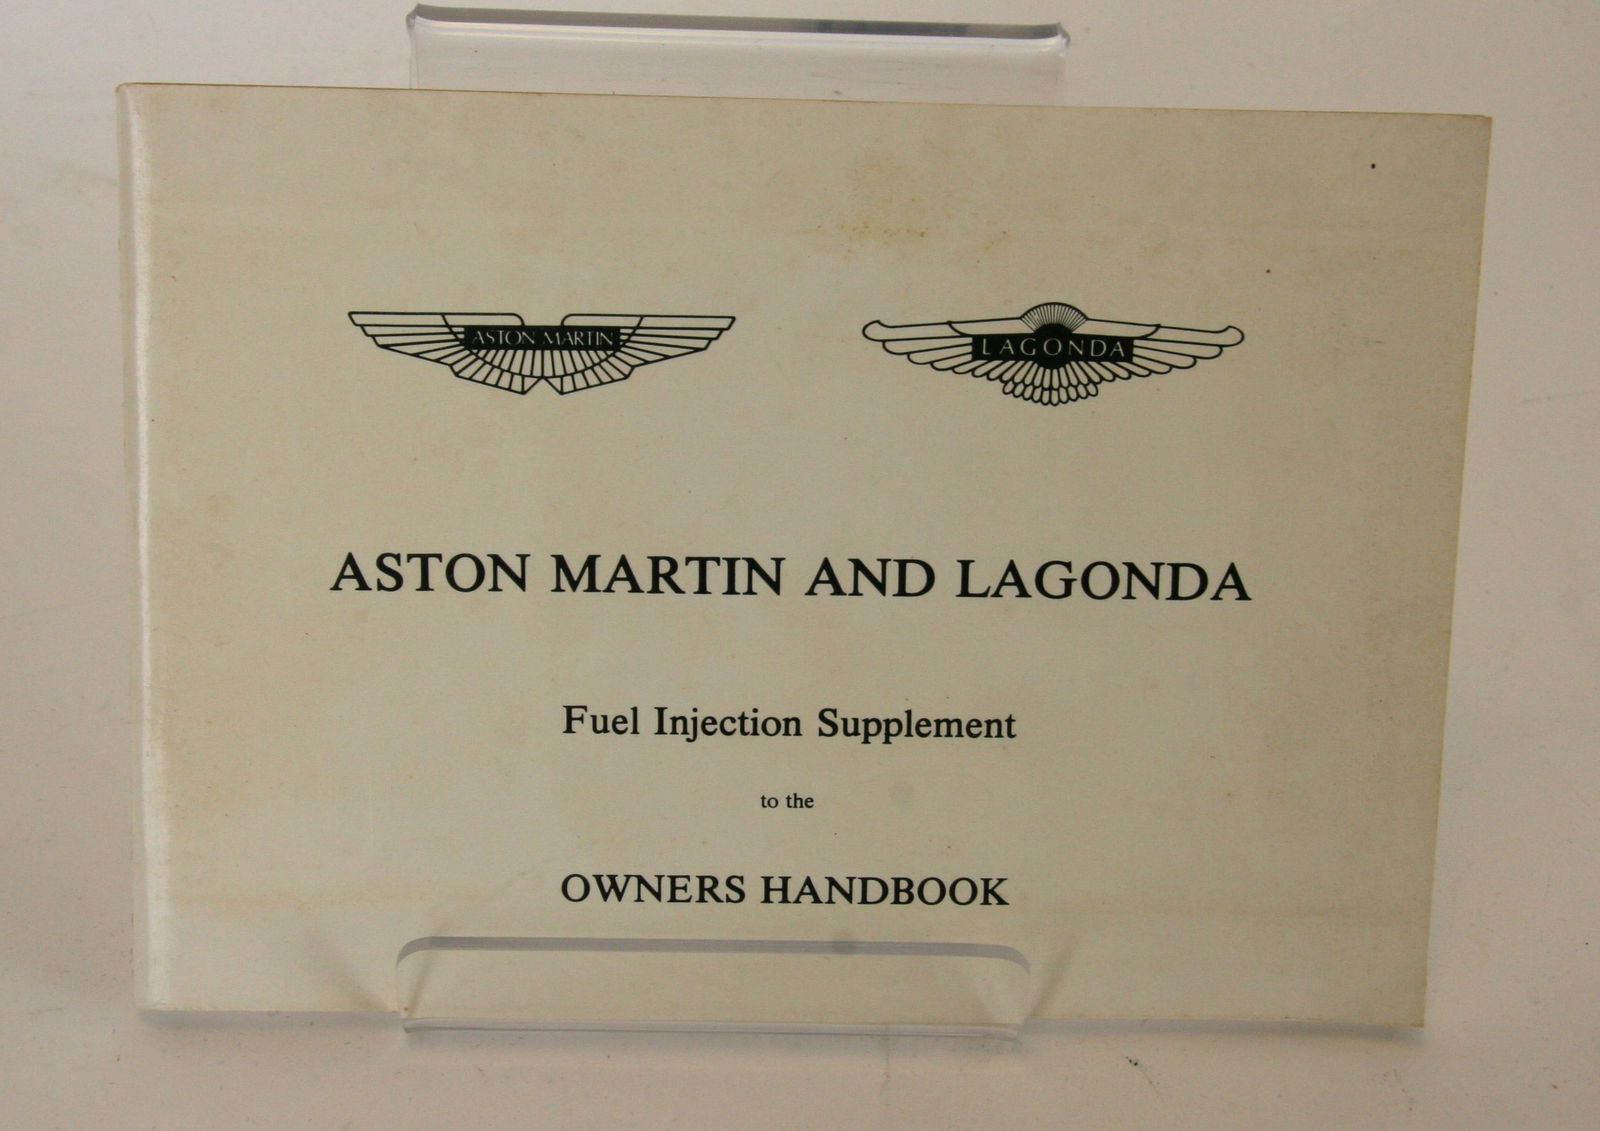 ASTON MARTIN
LAGONDA
ASTON MARTIN AND LAGONDA
Fuel Injection Supplement
to the
OWNERS HANDBOOK